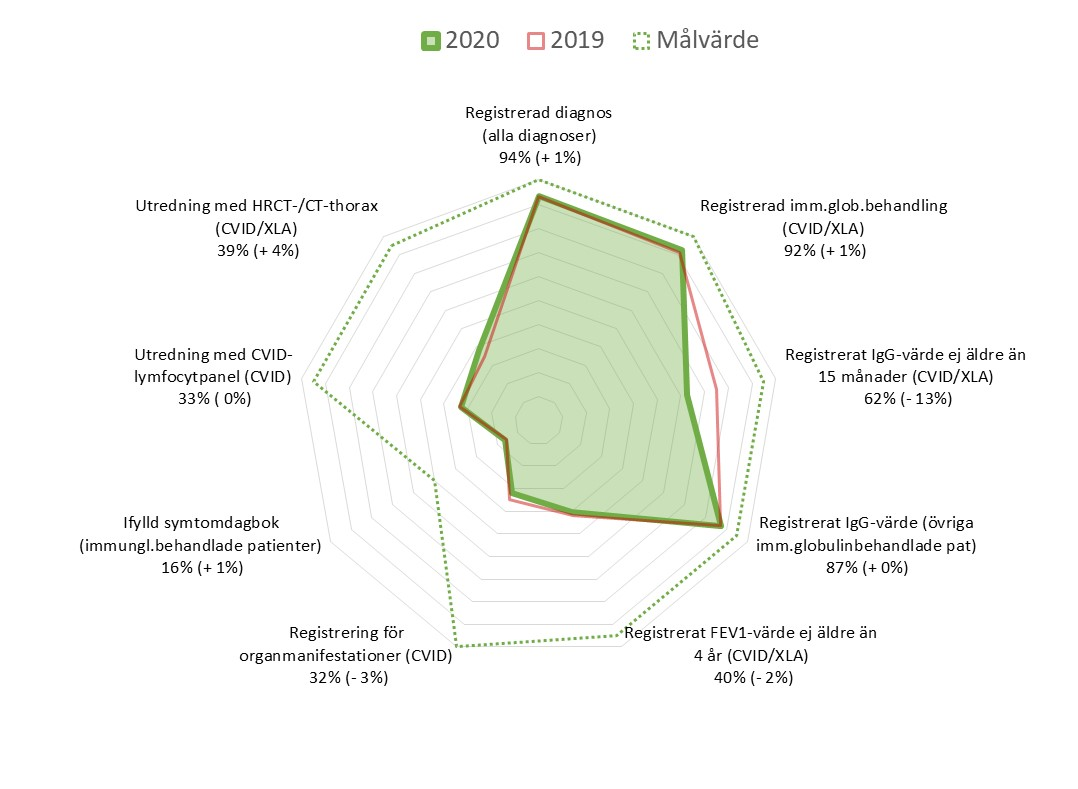 2020 2019 Målvärde
Registrerad diagnos
(alla diagnoser)
94% (+ 1%)
Registrerad imm.glob.behandling
(CVID/XLA)
92% (+ 1%)
Registrerat IgG-värde ej äldre än
15 månader (CVID/XLA)
62% (- 13%)
Registrerat IgG-värde (övriga
imm.globulinbehandlade pat)
87% (+ 0%)
Registrerat FEV1-värde ej äldre än
4 år (CVID/XLA)
40% (- 2%)
Registrering för
organmanifestationer (CVID)
32% (- 3%)
Ifylld symtomdagbok
(immungl.behandlade patienter)
16% (+ 1%)
Utredning med CVID-
lymfocytpanel (CVID)
33% ( 0%)
Utredning med HRCT-/CT-thorax
(CVID/XLA)
39% (+ 4%)